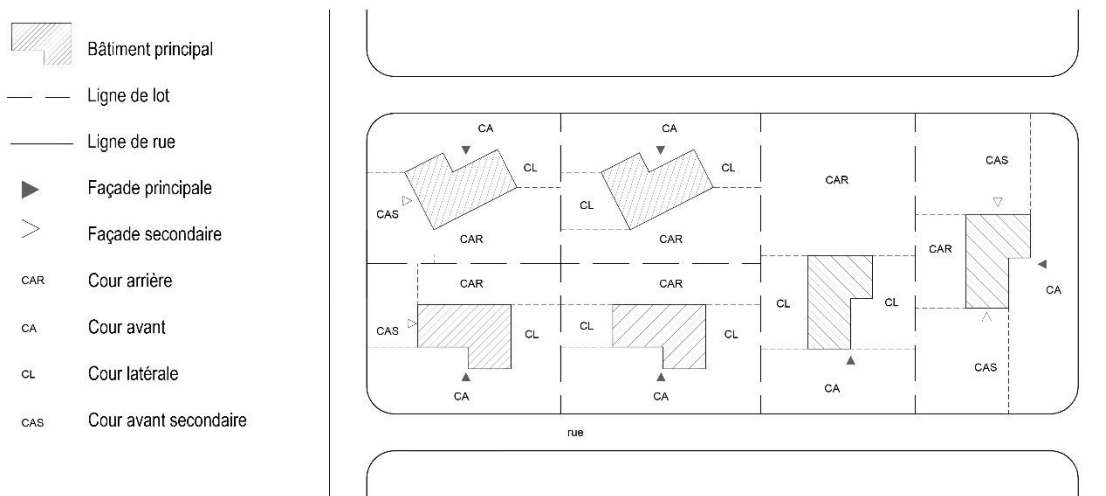 Bâtiment principal
Ligne de lot
Ligne de rue
Façade principale
Façade secondaire
CAR Cour arrière
CA Cour avant
CL Cour latérale
CAS Cour avant secondaire
CA CA
CL CL CAR CAS
CAS CL
CAR CAR CAR
CAR CAR CA
CAS CL CL CL CL CL
CAS
CA CA CA
rue